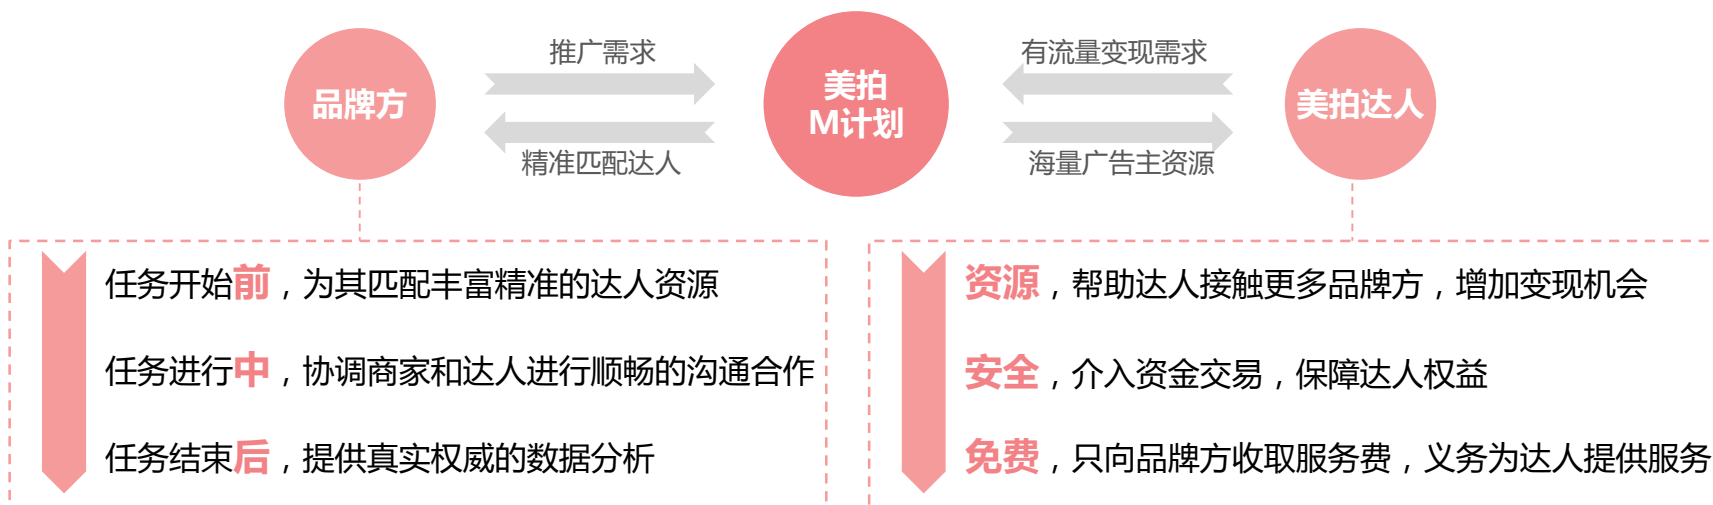 推广需求
有流量变现需求
品牌方
美拍
M计划
美拍达人
精准匹配达人
海量广告主资源
任务开始前，为其匹配丰富精准的达人资源
任务进行中，协调商家和达人进行顺畅的沟通合作
任务结束后，提供真实权威的数据分析
资源，帮助达人接触更多品牌方，增加变现机会
安全，介入资金交易，保障达人权益
免费，只向品牌方收取服务费，义务为达人提供服务